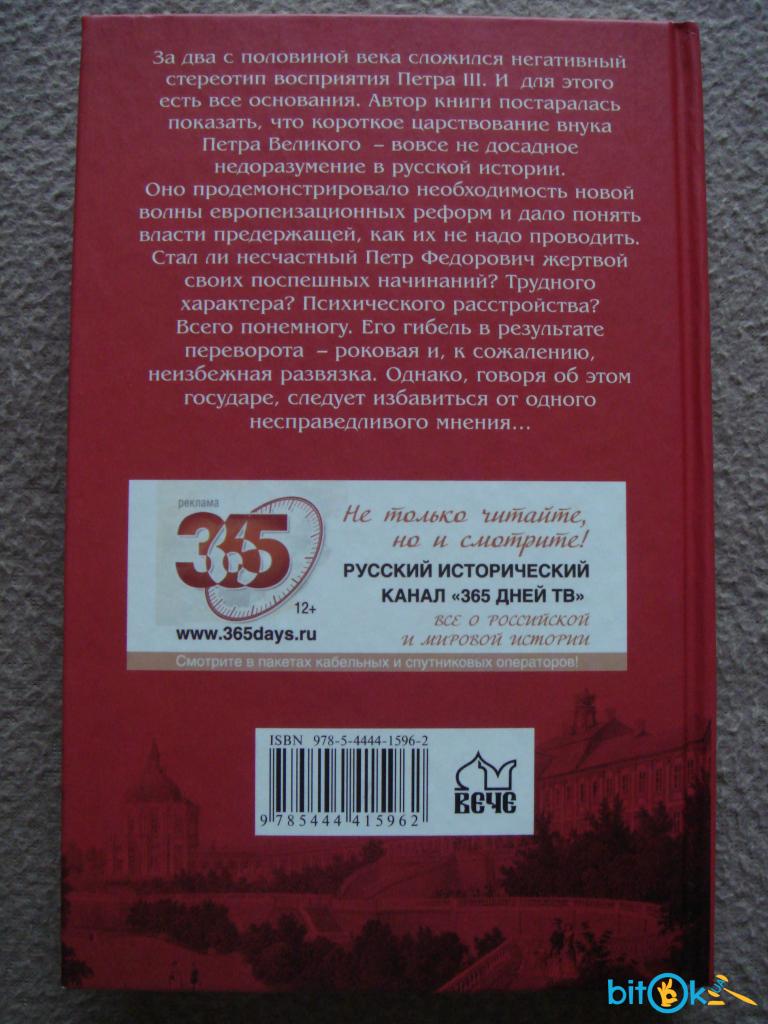 За два с половиной века сложился негативный
стереотип восприятия Петра III. И для этого
есть все основания. Автор книги постаралась
показать, что короткое царствование внука
Петра Великого – вовсе не досадное
недоразумение в русской истории.
Оно продемонстрировало необходимость новой
волны европеизационных реформ и дало понять
власти предержащей, как их не надо проводить.
Стал ли несчастный Петр Федорович жертвой
своих поспешных начинаний? Трудного
характера? Психического расстройства?
Всего понемногу. Его гибель в результате
переворота – роковая и, к сожалению,
неизбежная развязка. Однако, говоря об этом
государе, следует избавиться от одного
несправедливого мнения...
реклама
365
12+
www.365days.ru
Не только читайте,
но и смотрите!
РУССКИЙ ИСТОРИЧЕСКИЙ
КАНАЛ «365 ДНЕЙ ТВ»
ВСЕ О РОССИЙСКОЙ
И МИРОВОЙ ИСТОРИИ
Смотрите в пакетах кабельных и спутниковых операторов!
ISBN 978-5-4444-1596-2
9 785444 415962
ВЕЧЕ
bitOk UA